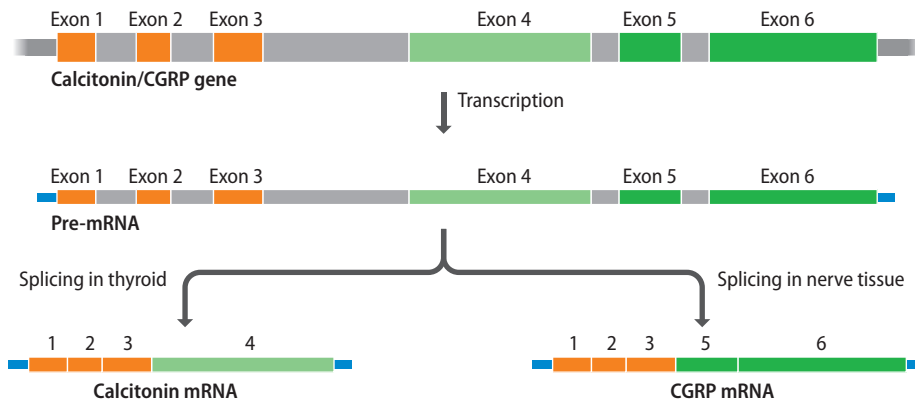 Exon 1 Exon 2 Exon 3 Exon 4 Exon 5 Exon 6
Calcitonin/CGRP gene
Transcription
Exon 1 Exon 2 Exon 3 Exon 4 Exon 5 Exon 6
Pre-mRNA
Splicing in thyroid Splicing in nerve tissue
1 2 3 4 1 2 3 5 6
Calcitonin mRNA CGRP mRNA